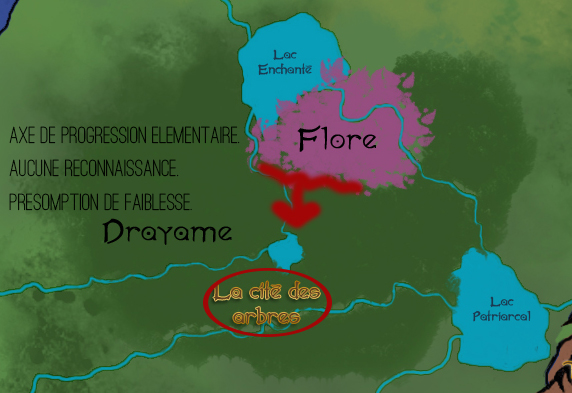 Lac
Enchanté
AXE DE PROGRESSION ELEMENTAIRE.
Flore
AUCUNE RECONNAISSANCE.
PRESOMPTION DE FAIBLESSE.
Drayame
La cité des
arbres
Lac
Patriarcal